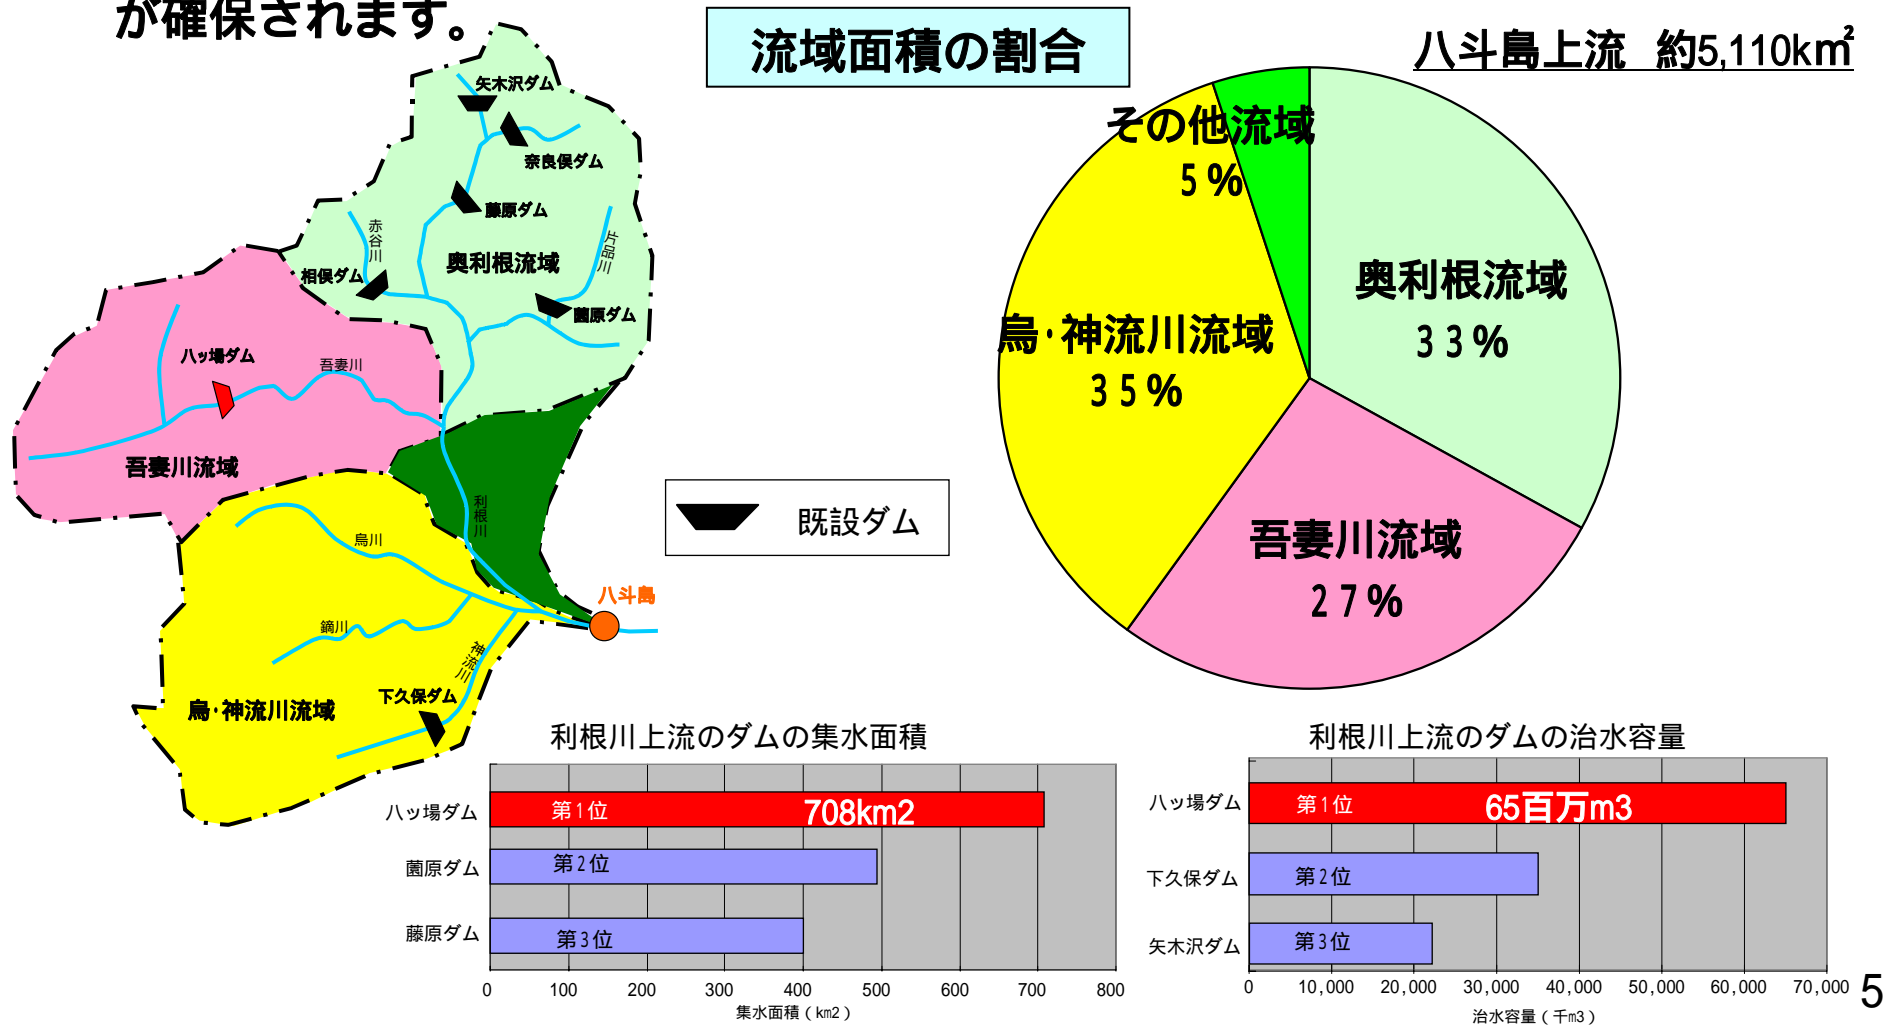 が確保されます。
流域面積の割合
八斗島上流 約5,110k㎡
矢木沢ダム
奈良俣ダム
藤原ダム
赤谷川
片品川
奥利根流域
相俣ダム
薗原ダム
八ッ場ダム
吾妻川
吾妻川流域
利根川
烏川
八斗島
鏑川
神流川
下久保ダム
烏・神流川流域
既設ダム
その他流域
5%
奥利根流域
33%
烏・神流川流域
35%
吾妻川流域
27%
利根川上流のダムの集水面積
八ッ場ダム
第1位
708km2
薗原ダム
第2位
藤原ダム
第3位
0 100 200 300 400 500 600 700 800
集水面積（km2）
利根川上流のダムの治水容量
八ッ場ダム
第1位
65百万m3
下久保ダム
第2位
矢木沢ダム
第3位
0 10,000 20,000 30,000 40,000 50,000 60,000 70,000
治水容量（千m3）
5